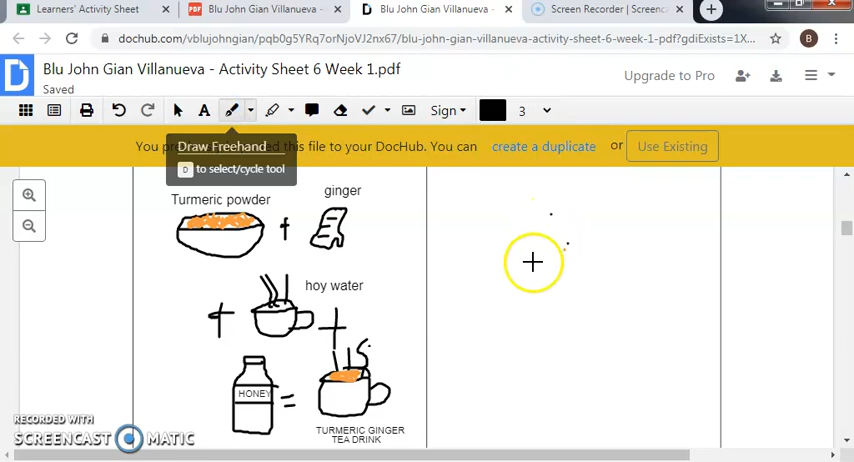 Learners' Activity Sheet
Blu John Gian Villanueva -
Blu John Gian Villanueva -
Screen Recorder | Screenc
dochub.com/vblujohngian/pqb0g5YRq7orNjoVJ2nx67/blu-john-gian-villanueva-activity-sheet-6-week-1-pdf?gdiExists=1X...
B
Blu John Gian Villanueva - Activity Sheet 6 Week 1.pdf
Saved
Upgrade to Pro
A
Sign
3
You
this file to your DocHub. You can create a duplicate or Use Existing
Draw Freehand
D to select/cycle tool
Turmeric powder
ginger
+
hoy water
+ +
HONEY
=
TURMERIC GINGER
TEA DRINK
RECORDED WITH
SCREENCAST MATIC